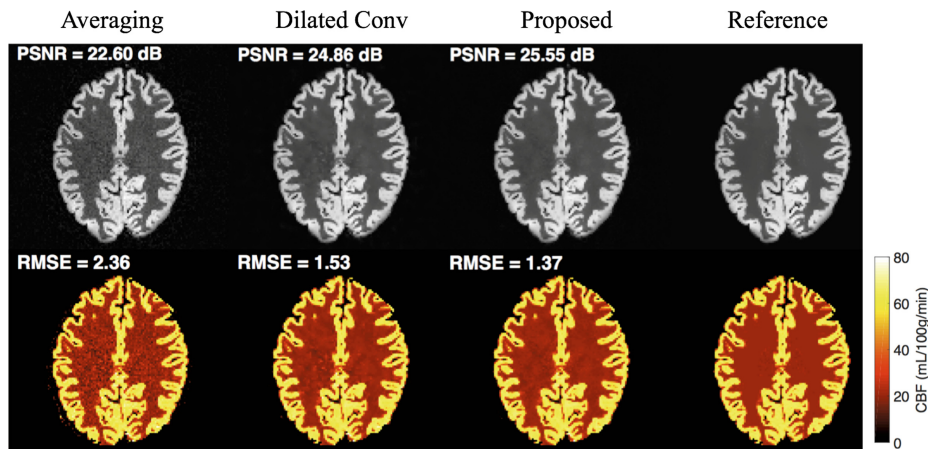 Averaging Dilated Conv Proposed Reference
PSNR = 22.60 dB PSNR = 24.86 dB PSNR = 25.55 dB
RMSE = 2.36 RMSE = 1.53 RMSE = 1.37
80
60
40
20
0
CBF (mL/100g/min)